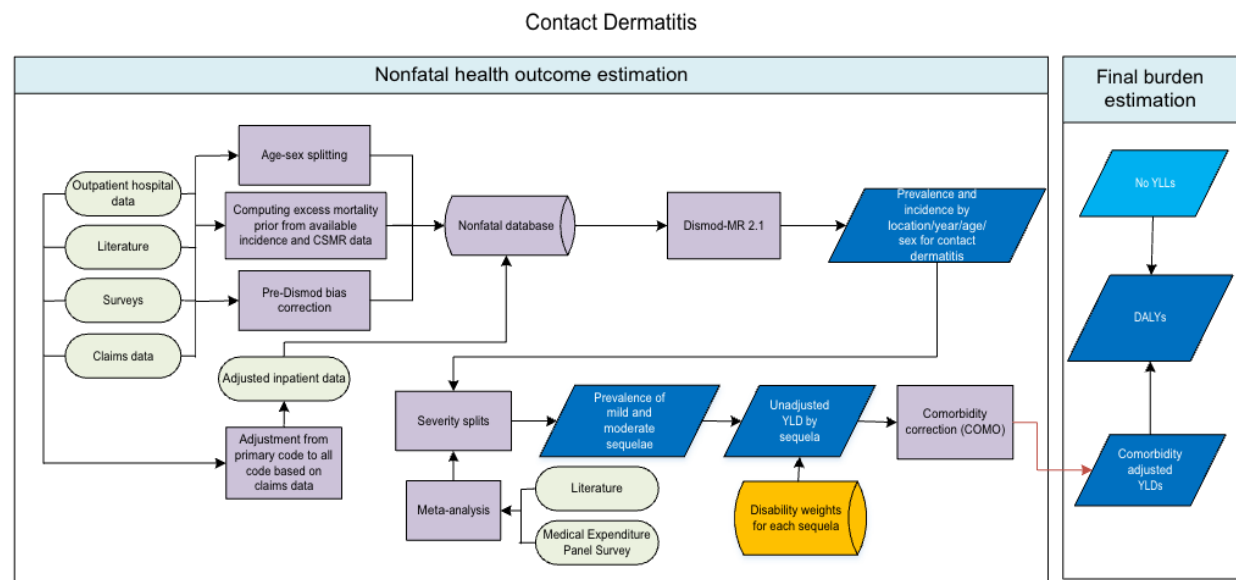 Contact Dermatitis
Nonfatal health outcome estimation
Final burden
estimation
Age-sex splitting
Outpatient hospital
data
Computing excess mortality
prior from available
incidence and CSMR data
Literature
Surveys
Pre-Dismod bias
correction
Claims data
Nonfatal database
Dismod-MR 2.1
Prevalence and
incidence by
location/year/age/
sex for contact
dermatitis
No YLLs
DALYs
Adjusted inpatient data
Adjustment from
primary code to all
code based on
claims data
Severity splits
Prevalence of
mild and
moderate
sequelae
Unadjusted
YLD by
sequela
Comorbidity
correction (COMO)
Comorbidity
adjusted
YLDs
Meta-analysis
Literature
Medical Expenditure
Panel Survey
Disability weights
for each sequela